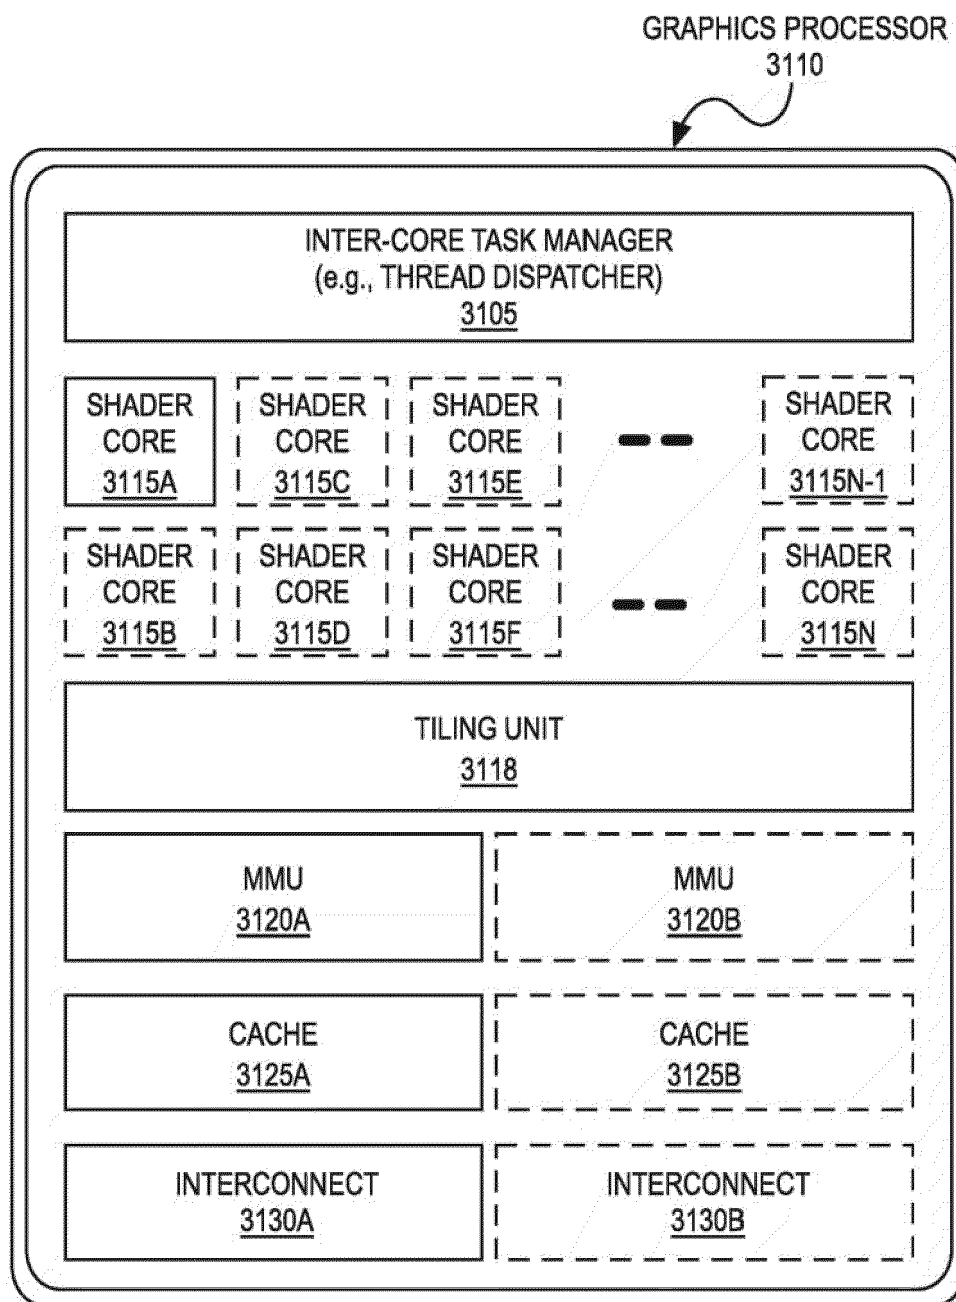 GRAPHICS PROCESSOR
3110
INTER-CORE TASK MANAGER
(e.g., THREAD DISPATCHER)
3105
SHADER CORE 3115A
SHADER CORE 3115C
SHADER CORE 3115E
SHADER CORE 3115N-1
SHADER CORE 3115B
SHADER CORE 3115D
SHADER CORE 3115F
SHADER CORE 3115N
TILING UNIT
3118
MMU
3120A
MMU
3120B
CACHE
3125A
CACHE
3125B
INTERCONNECT
3130A
INTERCONNECT
3130B